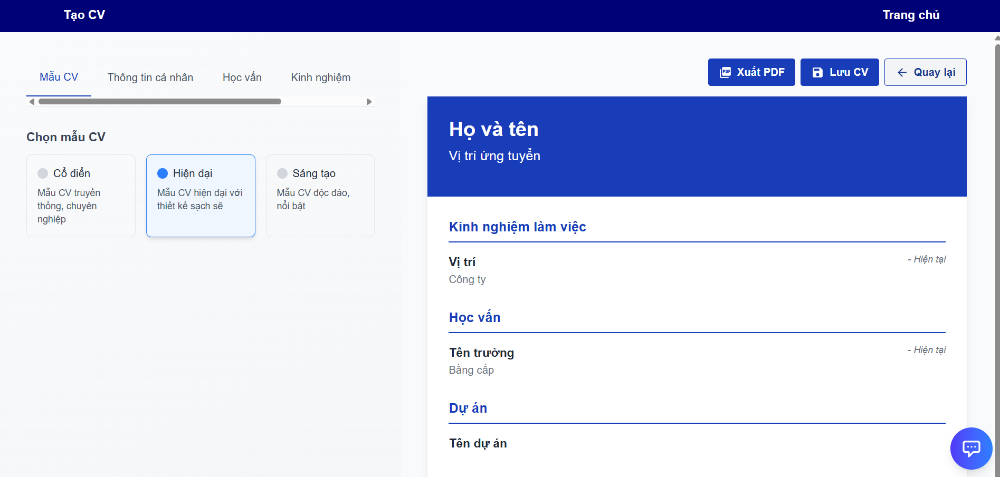 Tạo CV
Trang chủ
Mẫu CV
Thông tin cá nhân
Học vấn
Kinh nghiệm
Chọn mẫu CV
Cổ điển
Mẫu CV truyền
thống, chuyên
nghiệp
Hiện đại
Mẫu CV hiện đại với
thiết kế sạch sẽ
Sáng tạo
Mẫu CV độc đáo,
nổi bật
PDF Xuất PDF
Lưu CV
Quay lại
Họ và tên
Vị trí ứng tuyển
Kinh nghiệm làm việc
Vị trí
- Hiện tại
Công ty
Học vấn
Tên trường
- Hiện tại
Bằng cấp
Dự án
Tên dự án